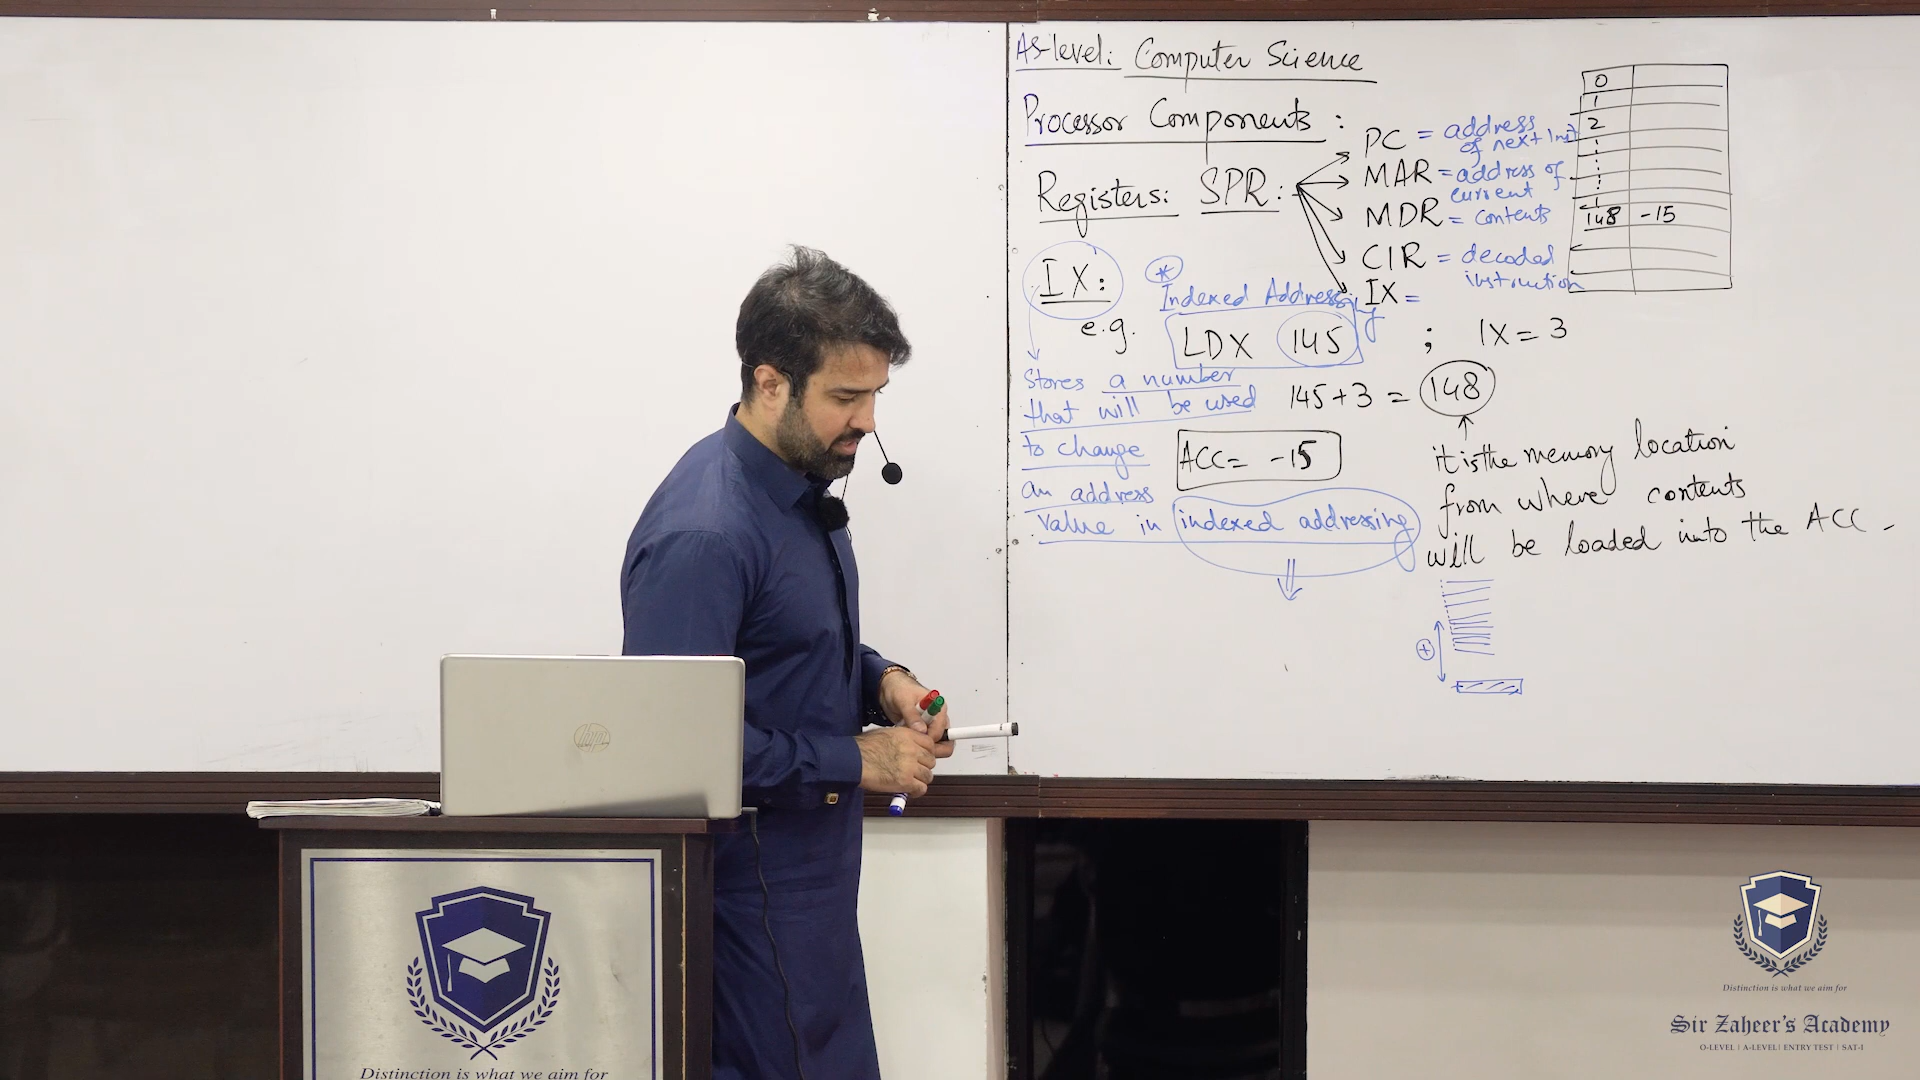 As-level: Computer Science
Processor Components :
Registers: SPR:
PC = address of next inst
MAR = address of current
MDR = contents
CIR = decoded instruction
IX =
0
1
2
148 -15
IX:
* Indexed Addressing
e.g. LDX 145 ; IX = 3
Stores a number
that will be used
to change
an address
value in indexed addressing
145+3 = 148
ACC = -15
it is the memory location
from where contents
will be loaded into the ACC -
+
hp
Distinction is what we aim for
Distinction is what we aim for
Sir Zaheer's Academy
O-LEVEL | A-LEVEL | ENTRY TEST | SAT-I